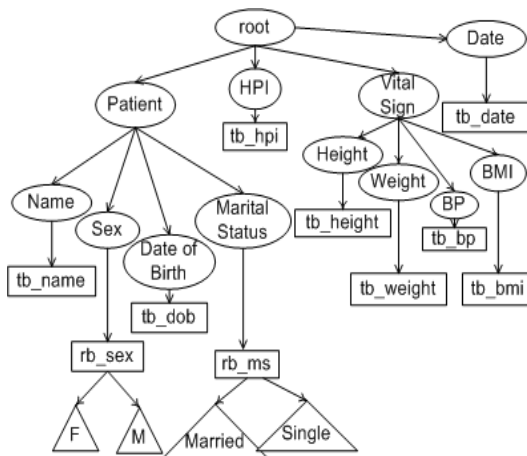 root
Date
HPI
Vital
Sign
Patient
tb_date
tb_hpi
Height
Weight
BMI
Name
Sex
Marital
Status
BP
tb_height
Date of
Birth
tb_bp
tb_name
tb_weight
tb_bmi
tb_dob
rb_sex
rb_ms
F
M
Married
Single